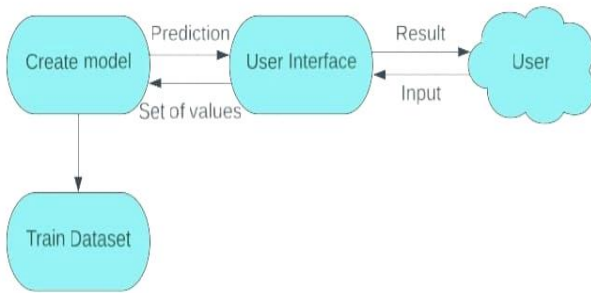 Prediction
Result
Create model
User Interface
User
Set of values
Input
Train Dataset